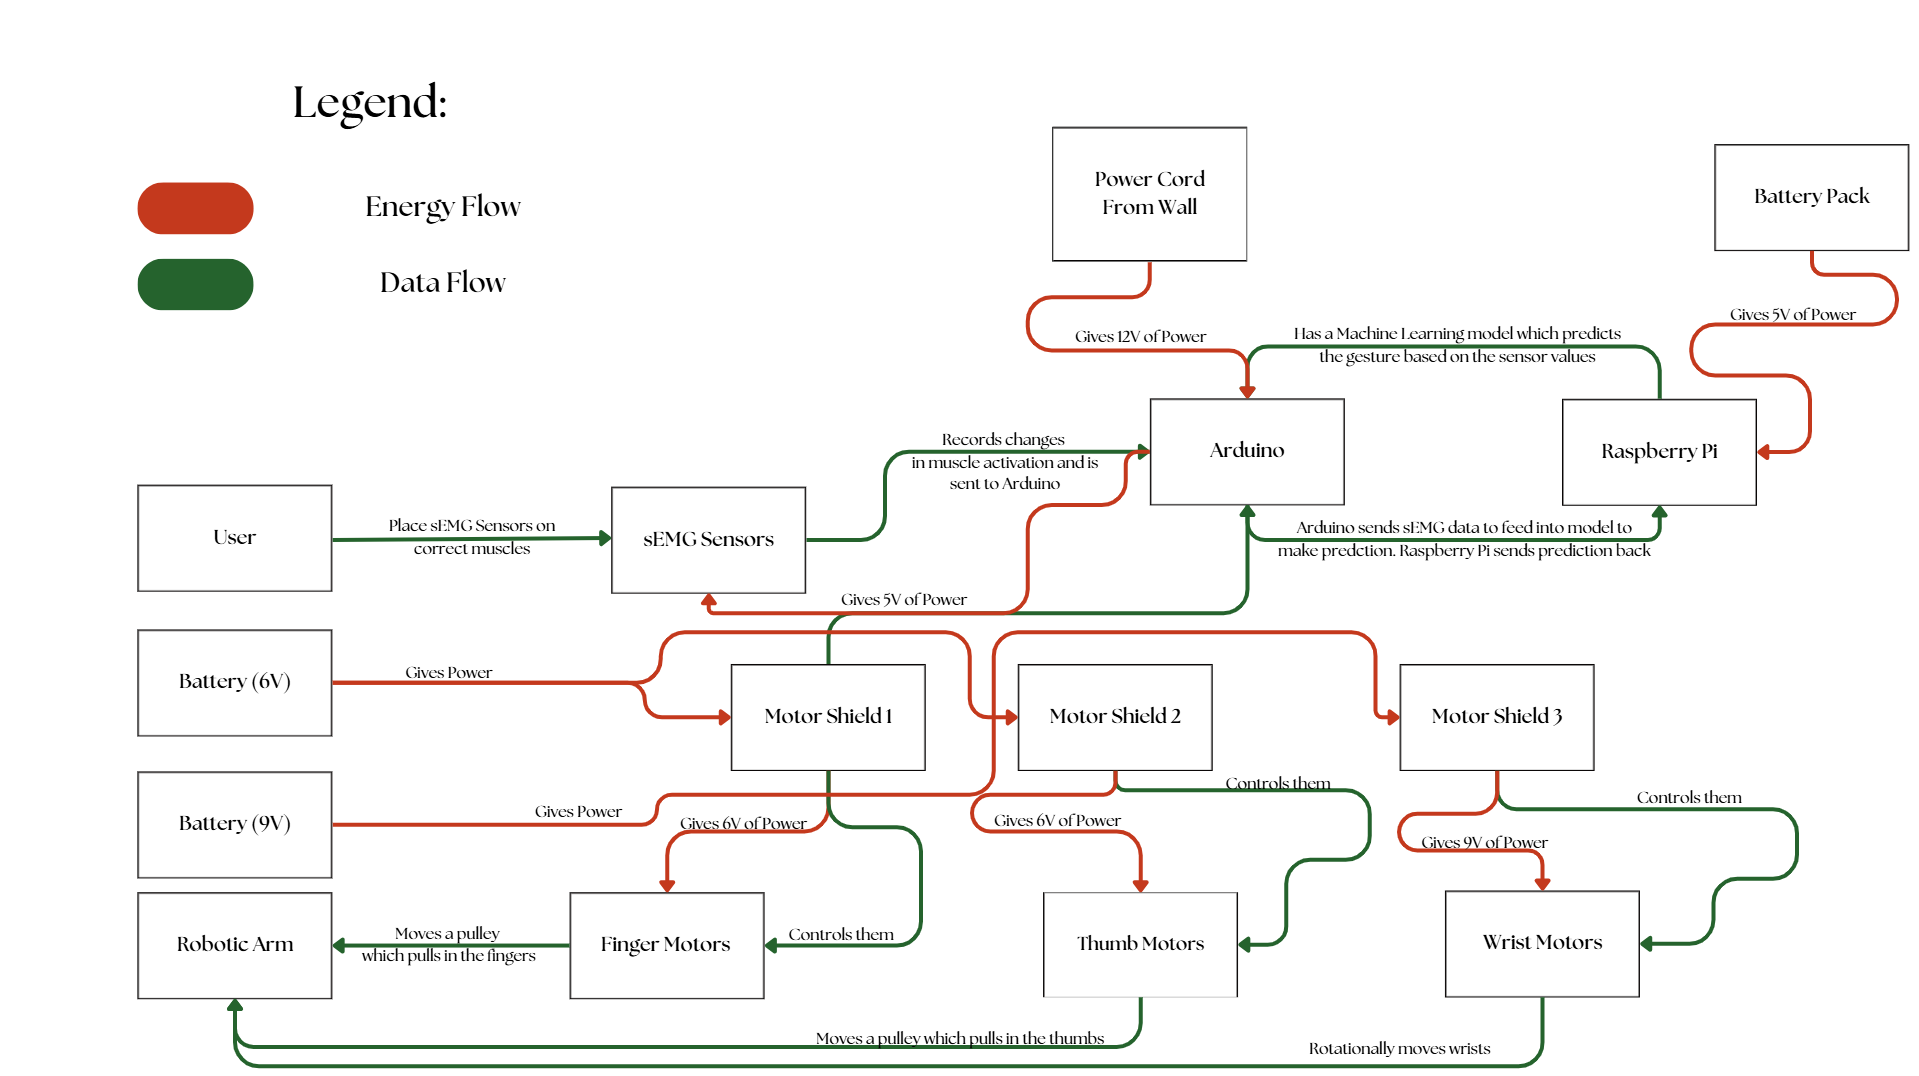 Legend:
Energy Flow
Data Flow
Power Cord
From Wall
Battery Pack
Gives 5V of Power
Gives 12V of Power
Has a Machine Learning model which predicts
the gesture based on the sensor values
Arduino
Raspberry Pi
Records changes
in muscle activation and is
sent to Arduino
User
Place sEMG Sensors on
correct muscles
sEMG Sensors
Arduino sends sEMG data to feed into model to
make predction. Raspberry Pi sends prediction back
Gives 5V of Power
Battery (6V)
Gives Power
Motor Shield 1
Motor Shield 2
Motor Shield 3
Battery (9V)
Gives Power
Gives 6V of Power
Controls them
Gives 6V of Power
Controls them
Gives 9V of Power
Robotic Arm
Moves a pulley
which pulls in the fingers
Finger Motors
Controls them
Thumb Motors
Wrist Motors
Moves a pulley which pulls in the thumbs
Rotationally moves wrists